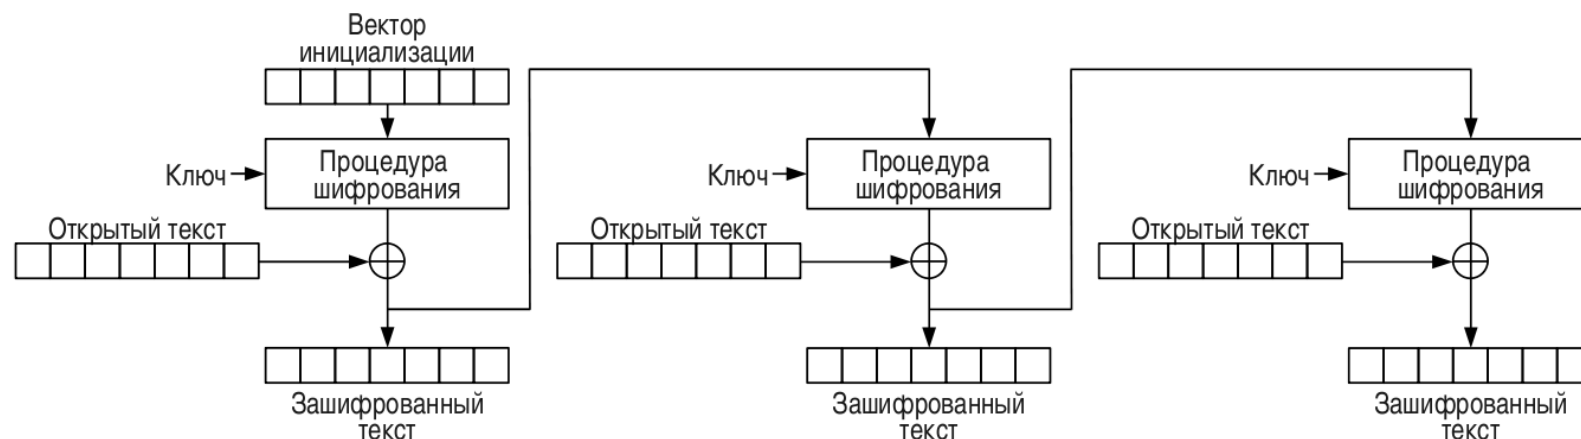 Вектор
инициализации
Ключ
Процедура
шифрования
Открытый текст
Зашифрованный
текст
Ключ
Процедура
шифрования
Открытый текст
Зашифрованный
текст
Ключ
Процедура
шифрования
Открытый текст
Зашифрованный
текст